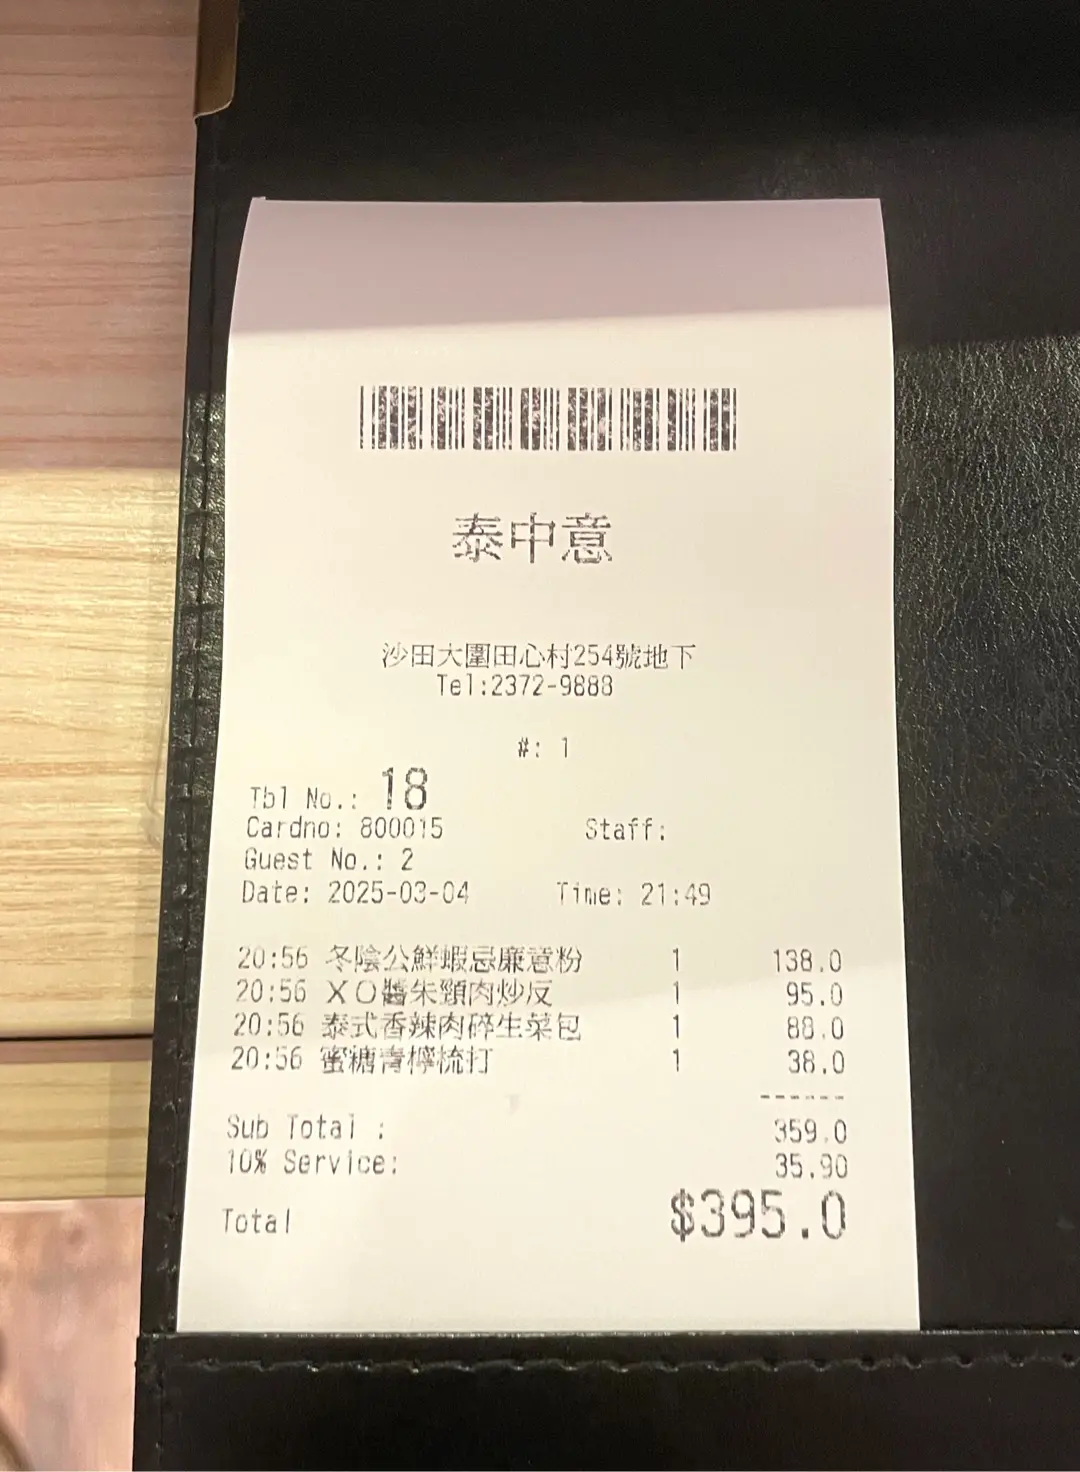 泰中意
沙田大圍田心村254號地下
Tel:2372-9888
#: 1
Tbl No.: 18
Cardno: 800015 Staff:
Guest No.: 2
Date: 2025-03-04 Time: 21:49
20:56 冬陰公鮮蝦忌廉意粉 1 138.0
20:56 XO醬朱頸肉炒反 1 95.0
20:56 泰式香辣肉碎生菜包 1 88.0
20:56 蜜糖青檸梳打 1 38.0
------
Sub Total : 359.0
10% Service: 35.90
Total $395.0